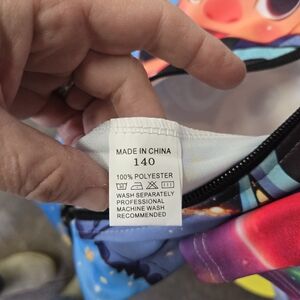 MADE IN CHINA
140
100% POLYESTER
WASH SEPARATELY
PROFESSIONAL
MACHINE WASH
RECOMMENDED